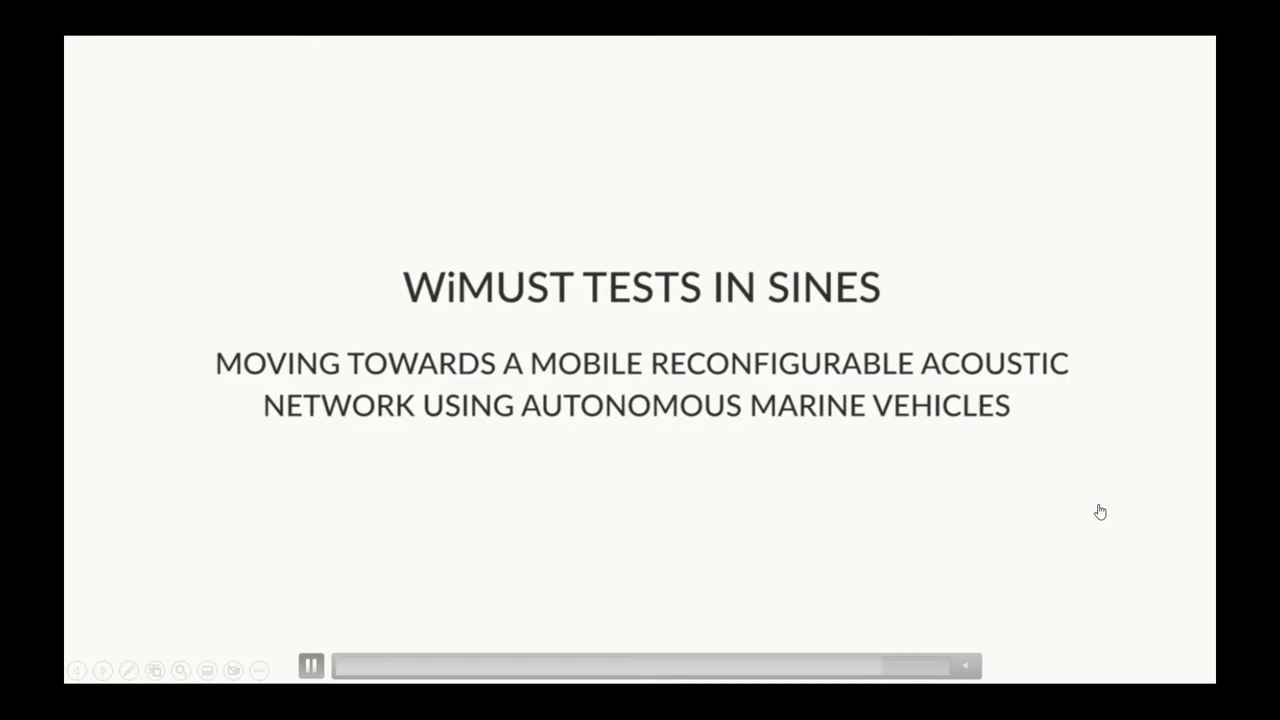 WiMUST TESTS IN SINES
MOVING TOWARDS A MOBILE RECONFIGURABLE ACOUSTIC
NETWORK USING AUTONOMOUS MARINE VEHICLES